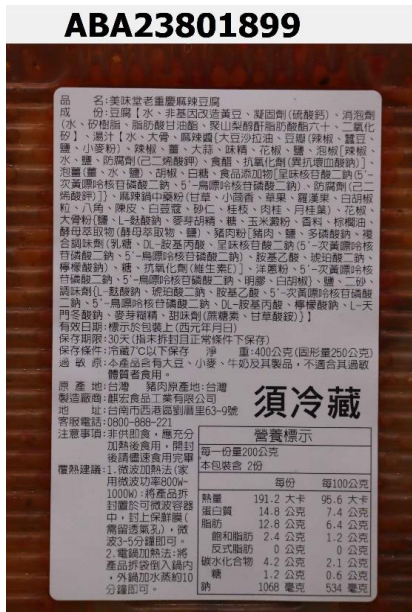 ABA23801899
品　　名:美味堂老重慶麻辣豆腐
成　　份:豆腐【水、非基因改造黃豆、凝固劑(硫酸鈣)、消泡劑
(水、矽樹脂、脂肪酸甘油酯、聚山梨醇酐脂肪酸酯六十、二氧化
矽】、湯汁【水、大骨、麻辣醬{大豆沙拉油、豆瓣(辣椒、蠶豆、
鹽、小麥粉)、辣椒、薑、大蒜、味精、花椒、鹽、泡椒[辣椒、
水、鹽、防腐劑(己二烯酸鉀)、食醋、抗氧化劑(異抗壞血酸鈉)]、
泡薑(薑、水、鹽)、胡椒、白糖、食品添加物[呈味核苷酸二鈉(5'-
次黃嘌呤核苷磷酸二鈉、5'-鳥嘌呤核苷磷酸二鈉)、防腐劑(己二
烯酸鉀)]}、麻辣鍋中藥粉(甘草、小茴香、草果、羅漢果、白胡椒
粒、八角、陳皮、白豆蔻、砂仁、桂枝、肉桂、月桂葉)、花椒、
大骨粉[鹽、L-麩酸鈉、麥芽糊精、糖、玉米澱粉、香料、棕櫚油、
酵母萃取物(酵母萃取物、鹽)、豬肉粉[豬肉、鹽、多磷酸鈉、複
合調味劑(乳糖、DL-胺基丙酸、呈味核苷酸二鈉(5'-次黃嘌呤核
苷磷酸二鈉、5'-鳥嘌呤核苷磷酸二鈉)、胺基乙酸、琥珀酸二鈉、
檸檬酸鈉)、糖、抗氧化劑(維生素E)]、洋蔥粉、5'-次黃嘌呤核
苷磷酸二鈉、5'-鳥嘌呤核苷磷酸二鈉、明膠、白胡椒]、鹽、二砂、
調味劑(L-麩酸鈉、琥珀酸二鈉、胺基乙酸、5'-次黃嘌呤核苷磷酸
二鈉、5'-鳥嘌呤核苷磷酸二鈉、DL-胺基丙酸、檸檬酸鈉、L-天
門冬酸鈉、麥芽糊精、甜味劑(蔗糖素、甘草酸銨)】
有效日期:標示於包裝上(西元年月日)
保存期限:30天(指未拆封且正常條件下保存)
保存條件:冷藏7℃以下保存　淨　重:400公克(固形量250公克)
過 敏 原:本產品含有大豆、小麥、牛奶及其製品，不適合其過敏
體質者食用。
原 產 地:台灣　豬肉原產地:台灣
製造廠商:麒宏食品工業有限公司
地　　址:台南市西港區劉厝里63-9號
客服電話:0800-888-221
須冷藏
注意事項:非供即食，應充分
加熱後食用，開封
後請儘速食用完畢
覆熱建議:1.微波加熱法(家
用微波功率800W-
1000W):將產品拆
封置於可微波容器
中，封上保鮮膜(
需留透氣孔)，微
波3-5分鐘即可。
2.電鍋加熱法:將
產品拆袋倒入鍋內
，外鍋加水蒸約10
分鐘即可。
營養標示
每一份量200公克
本包裝含 2份
每份　每100公克
熱量　191.2 大卡　95.6 大卡
蛋白質　14.8 公克　7.4 公克
脂肪　12.8 公克　6.4 公克
飽和脂肪　2.4 公克　1.2 公克
反式脂肪　0 公克　0 公克
碳水化合物　4.2 公克　2.1 公克
糖　1.2 公克　0.6 公克
鈉　1068 毫克　534 毫克